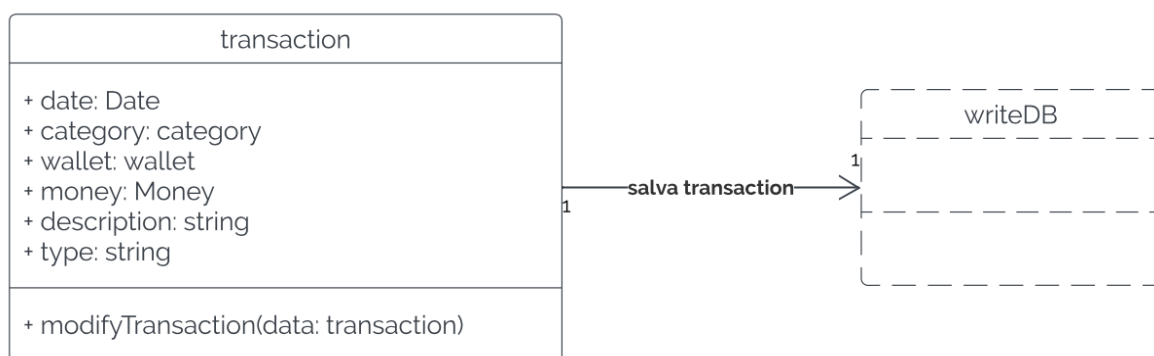 transaction
+ date: Date
+ category: category
+ wallet: wallet
+ money: Money
+ description: string
+ type: string
+ modifyTransaction(data: transaction)
1
salva transaction
1
writeDB